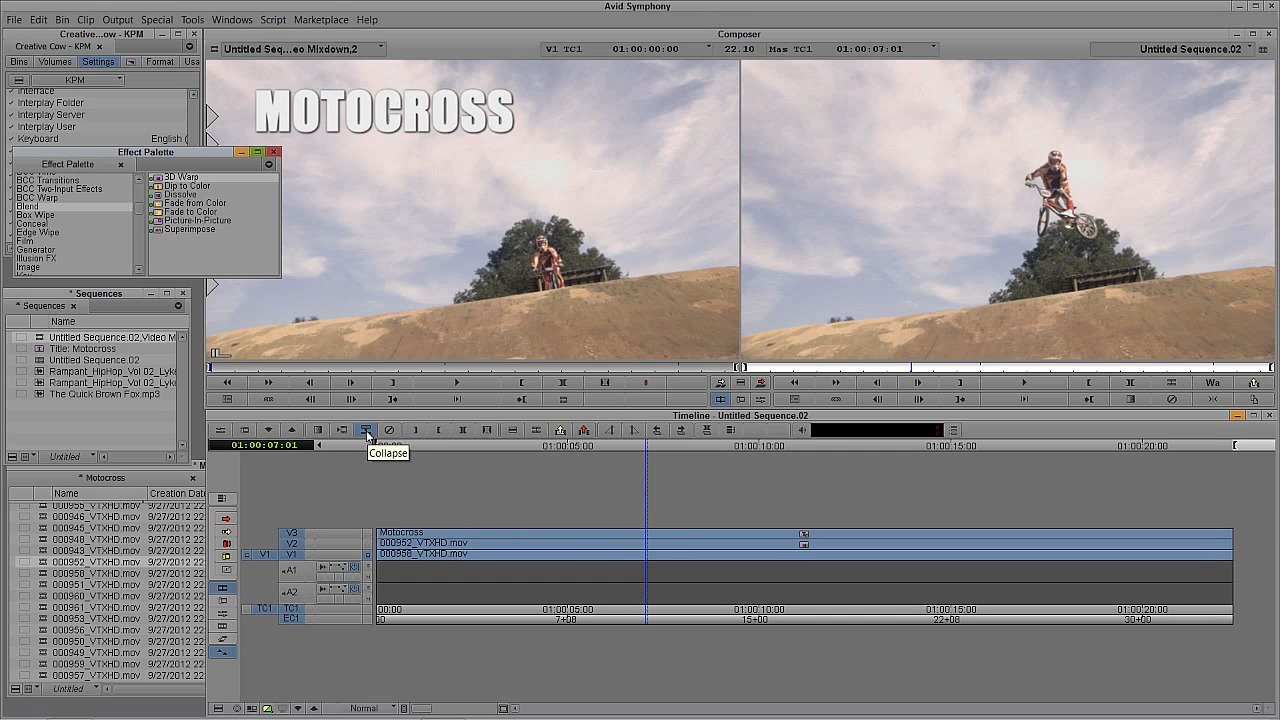 Avid Symphony
File Edit Bin Clip Output Special Tools Windows Script Marketplace Help
Creative...ow - KPM
Composer
Creative Cow - KPM
Untitled Seq...eo Mixdown,2
V1 TC1 01:00:00:00
22.10
Mas TC1 01:00:07:01
Untitled Sequence.02
Bins Volumes Settings Format Use
KPM
Interface
Interplay Folder
Interplay Server
Interplay User
Keyboard English (
MOTOCROSS
Effect Palette
Effect Palette
BCC Transitions
BCC Two-Input Effects
BCC Warp
Blend
Box Wipe
Conceal
Edge Wipe
Film
Generator
Illusion FX
Image
3D Warp
Dip to Color
Dissolve
Fade from Color
Fade to Color
Picture-In-Picture
Superimpose
* Sequences
* Sequences
Name
Untitled Sequence.02,Video M
Title: Motocross
Untitled Sequence.02
Rampant_HipHop_Vol 02_Lyk
Rampant_HipHop_Vol 02_Lyk
The Quick Brown Fox.mp3
Untitled
* M
* Motocross
Name Creation Dat
000955_VTXHD.mov 9/27/2012 22
000946_VTXHD.mov 9/27/2012 22
000945_VTXHD.mov 9/27/2012 22
000948_VTXHD.mov 9/27/2012 22
000943_VTXHD.mov 9/27/2012 22
000952_VTXHD.mov 9/27/2012 22
000950_VTXHD.mov 9/27/2012 22
000951_VTXHD.mov 9/27/2012 22
000960_VTXHD.mov 9/27/2012 22
000961_VTXHD.mov 9/27/2012 22
000953_VTXHD.mov 9/27/2012 22
000956_VTXHD.mov 9/27/2012 22
000950_VTXHD.mov 9/27/2012 22
000949_VTXHD.mov 9/27/2012 22
000959_VTXHD.mov 9/27/2012 22
000957_VTXHD.mov 9/27/2012 22
Untitled
Wa
Timeline - Untitled Sequence.02
01:00:07:01
00:00 01:00:05:00 01:00:10:00 01:00:15:00 01:00:20:00
Collapse
V3 Motocross
V2 000952_VTXHD.mov
V1 V1 000958_VTXHD.mov
A1
A2
TC1 TC1 00:00 01:00:05:00 01:00:10:00 01:00:15:00 01:00:20:00
EC1 7+08 15+00 22+08 30+00
Normal